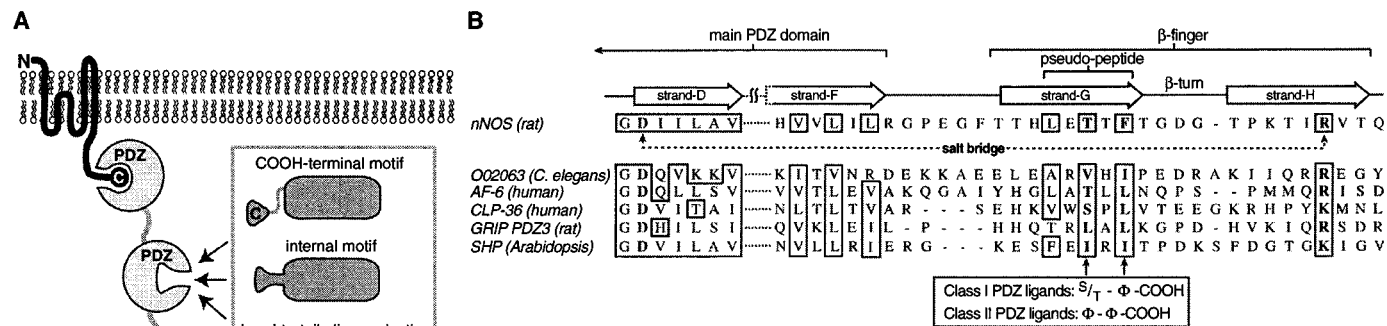 A
N
PDZ
C
PDZ
COOH-terminal motif
C
internal motif
B
main PDZ domain
β-finger
pseudo-peptide
β-turn
strand-D
strand-F
strand-G
strand-H
nNOS (rat) G D I I L A V ······ H V V L I L R G P E G F T T H L E T T F T G D G - T P K T I R V T Q
salt bridge
O02063 (C. elegans) G D Q V K K V ······ K I T V N R D E K K A E E L E A R V H I P E D R A K I I Q R R E G Y
AF-6 (human) G D Q L L S V ······ V V T L E V A K Q G A I Y H G L A T L L N Q P S - P M M Q R I S D
CLP-36 (human) G D V I T A I ······ N L T L T V A R - - S E H K V W S P L V T E E G K R H P Y K M N L
GRIP PDZ3 (rat) G D H I L S I ······ Q V K L E I L - - - H H Q T R L A L K G P D - H V K I Q R S D R
SHP (Arabidopsis) G D V I L A V ······ N V L L R I E R G - - K E S F E I R I T P D K S F D G T G K I G V
Class I PDZ ligands: S/T - Φ -COOH
Class II PDZ ligands: Φ - Φ -COOH